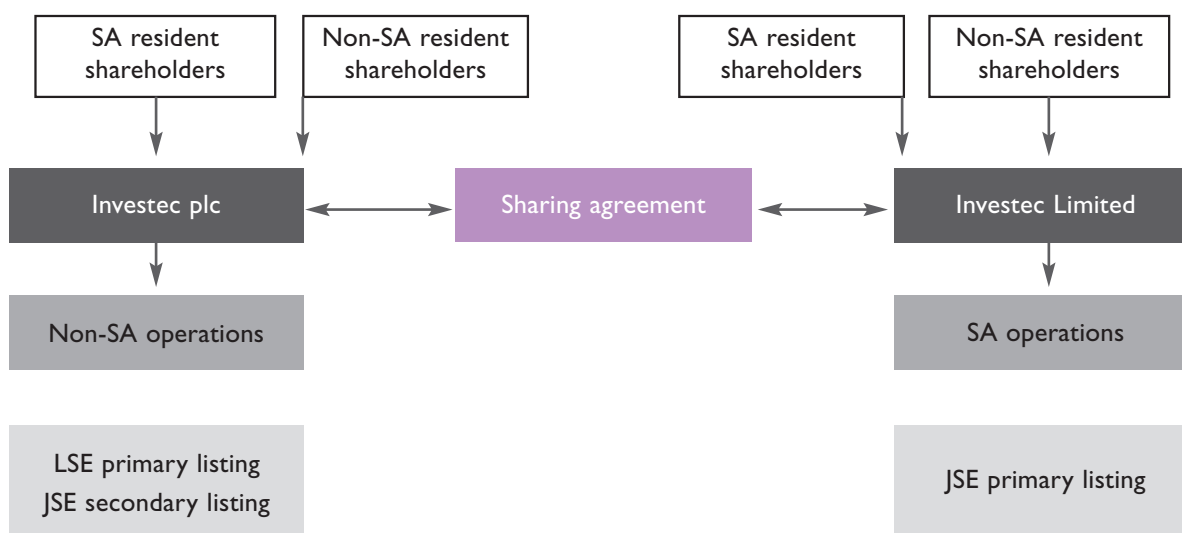 SA resident
shareholders
Non-SA resident
shareholders
SA resident
shareholders
Non-SA resident
shareholders
Investec plc
Sharing agreement
Investec Limited
Non-SA operations
SA operations
LSE primary listing
JSE secondary listing
JSE primary listing